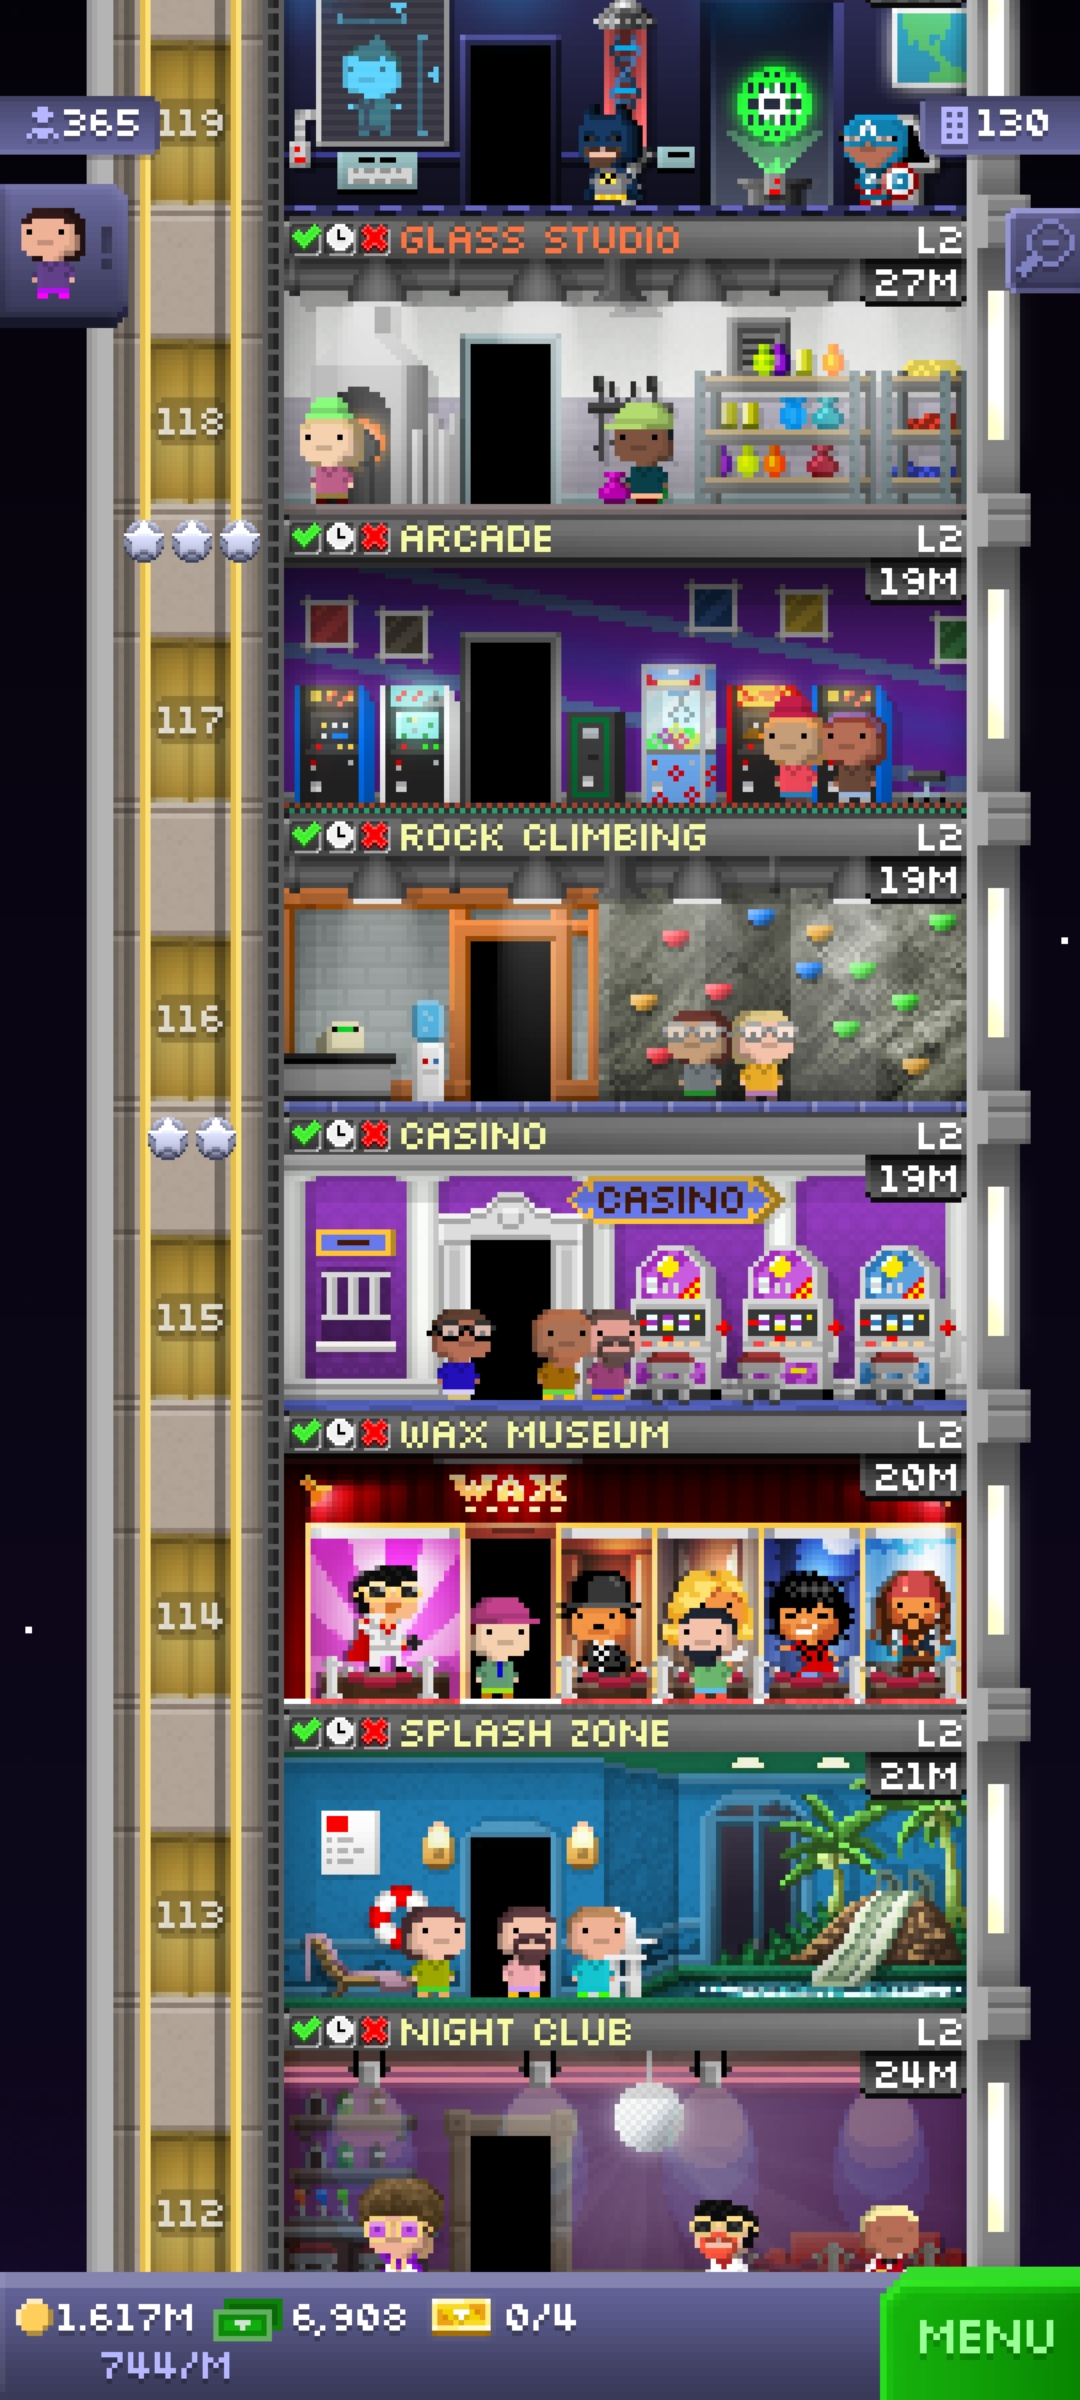 365
119
130
GLASS STUDIO L2
27M
118
ARCADE L2
19M
117
ROCK CLIMBING L2
19M
116
CASINO L2
19M
CASINO
115
WAX MUSEUM L2
20M
WAX
114
SPLASH ZONE L2
21M
113
NIGHT CLUB L2
24M
112
1.617M 6,908 0/4
744/M
MENU